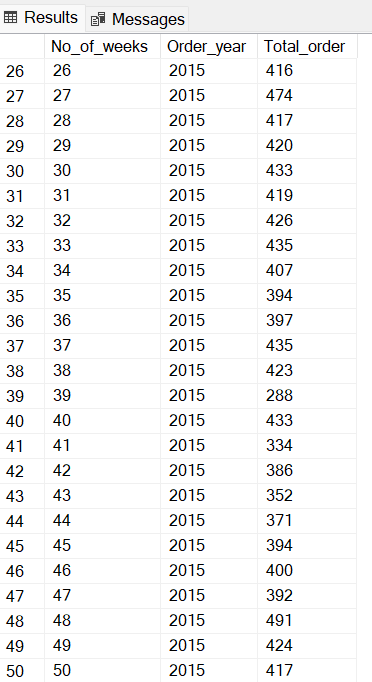 Results Messages
No_of_weeks Order_year Total_order
26 26 2015 416
27 27 2015 474
28 28 2015 417
29 29 2015 420
30 30 2015 433
31 31 2015 419
32 32 2015 426
33 33 2015 435
34 34 2015 407
35 35 2015 394
36 36 2015 397
37 37 2015 435
38 38 2015 423
39 39 2015 288
40 40 2015 433
41 41 2015 334
42 42 2015 386
43 43 2015 352
44 44 2015 371
45 45 2015 394
46 46 2015 400
47 47 2015 392
48 48 2015 491
49 49 2015 424
50 50 2015 417